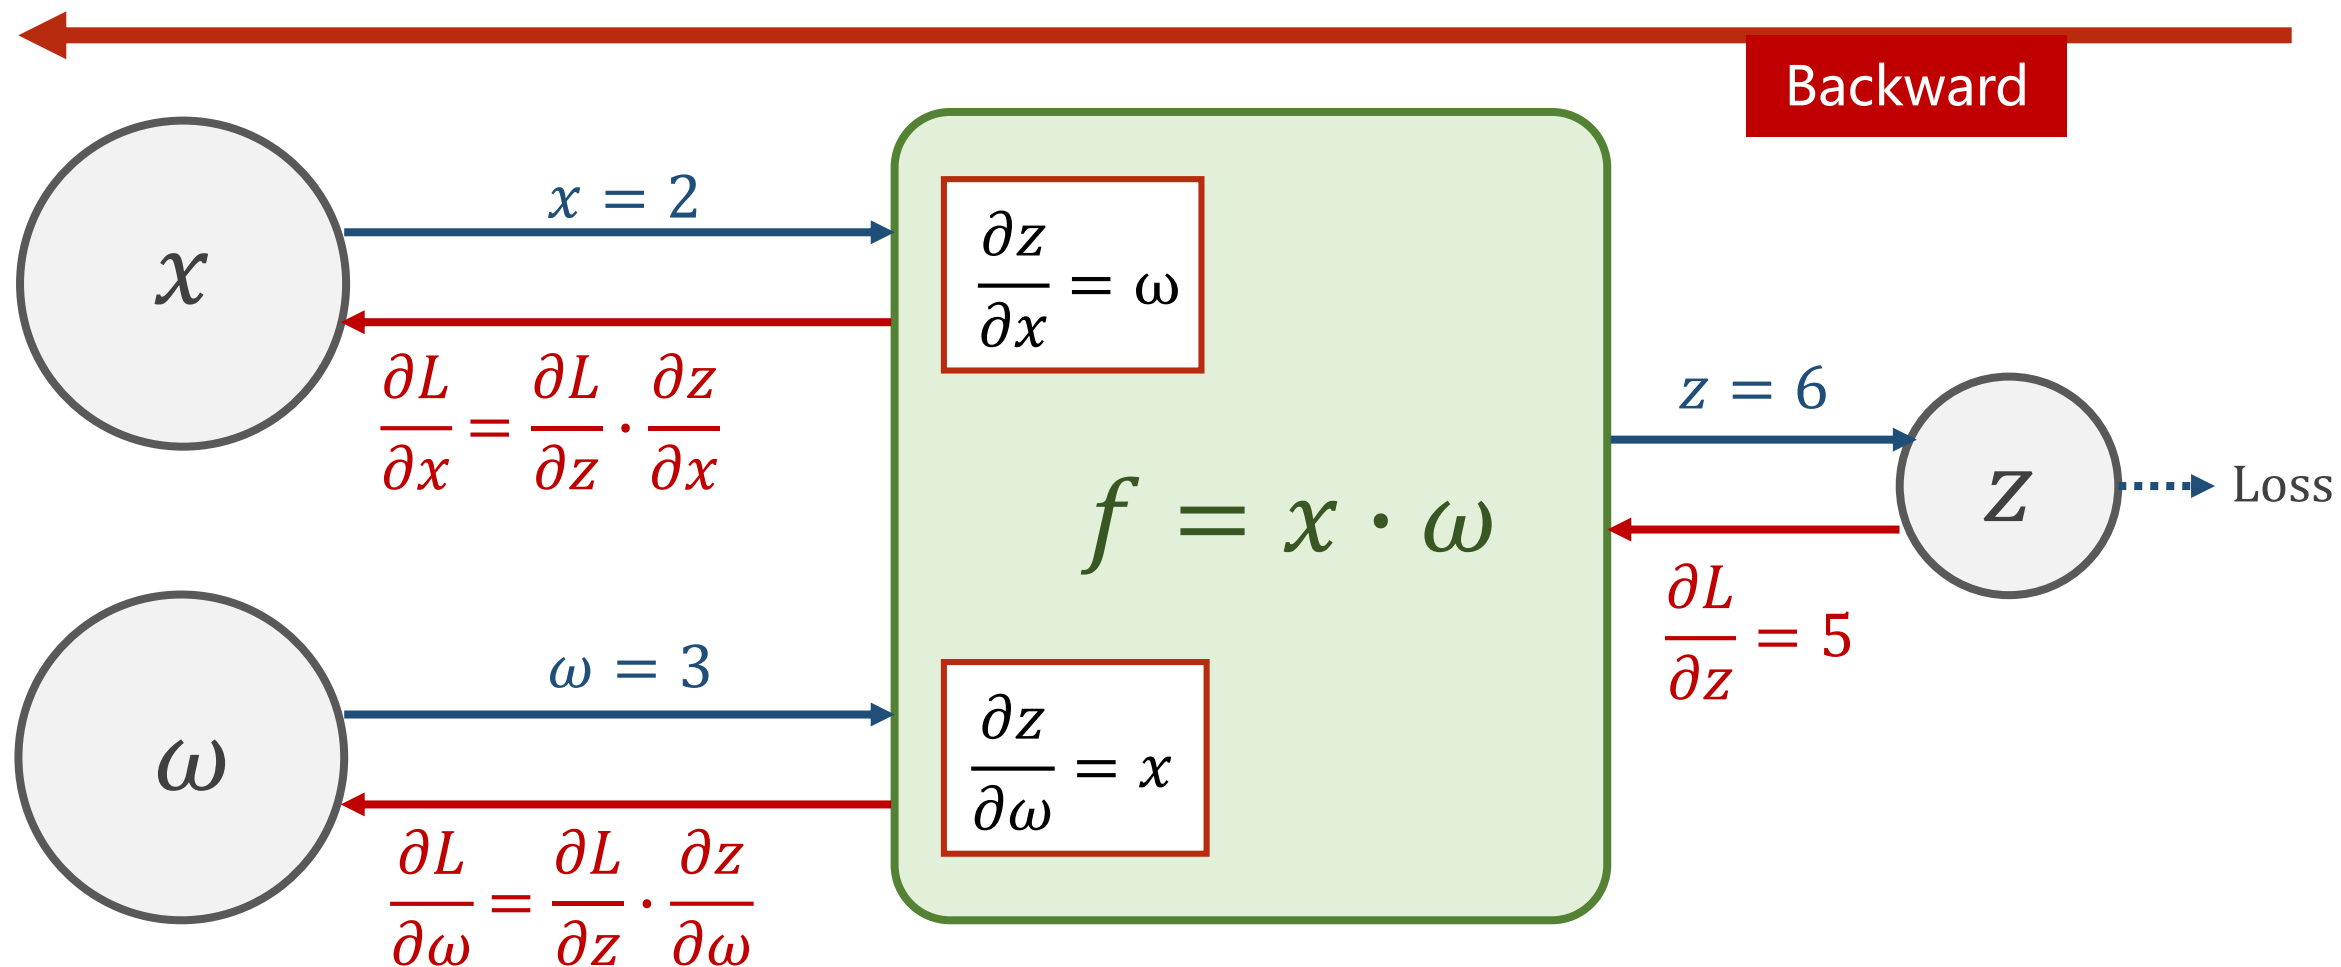 Backward
x = 2
x
∂z/∂x = ω
∂L/∂x = ∂L/∂z · ∂z/∂x
z = 6
f = x · ω
z
Loss
∂L/∂z = 5
ω = 3
ω
∂z/∂ω = x
∂L/∂ω = ∂L/∂z · ∂z/∂ω